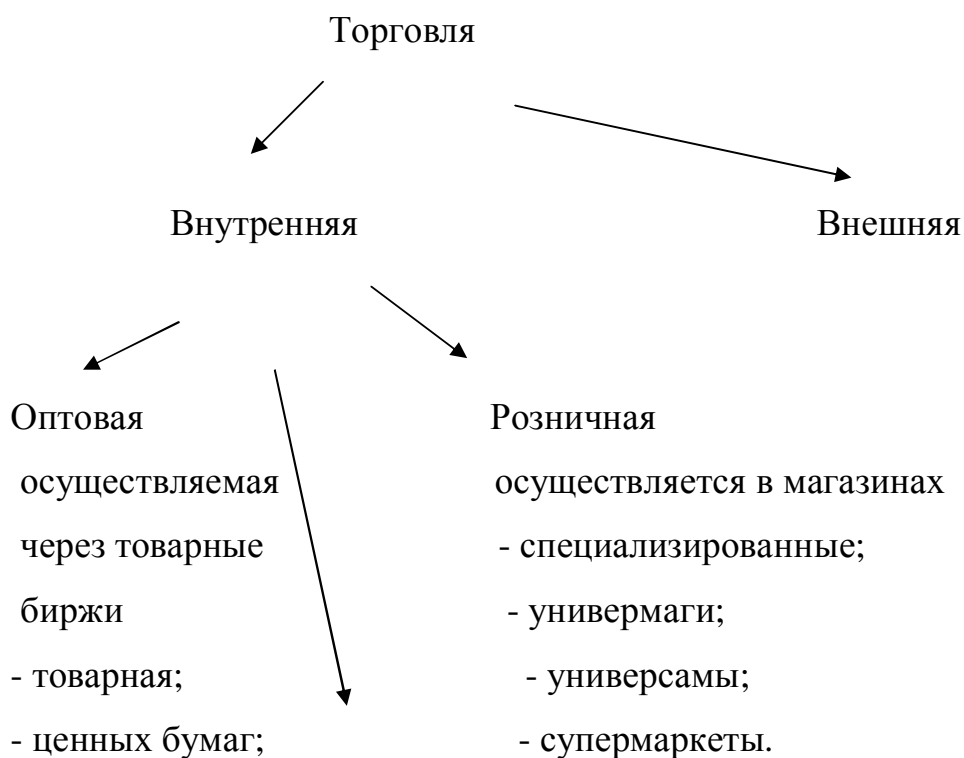 Торговля
Внутренняя Внешняя
Оптовая Розничная
осуществляемая осуществляется в магазинах
через товарные - специализированные;
биржи - универмаги;
- товарная; - универсамы;
- ценных бумаг; - супермаркеты.